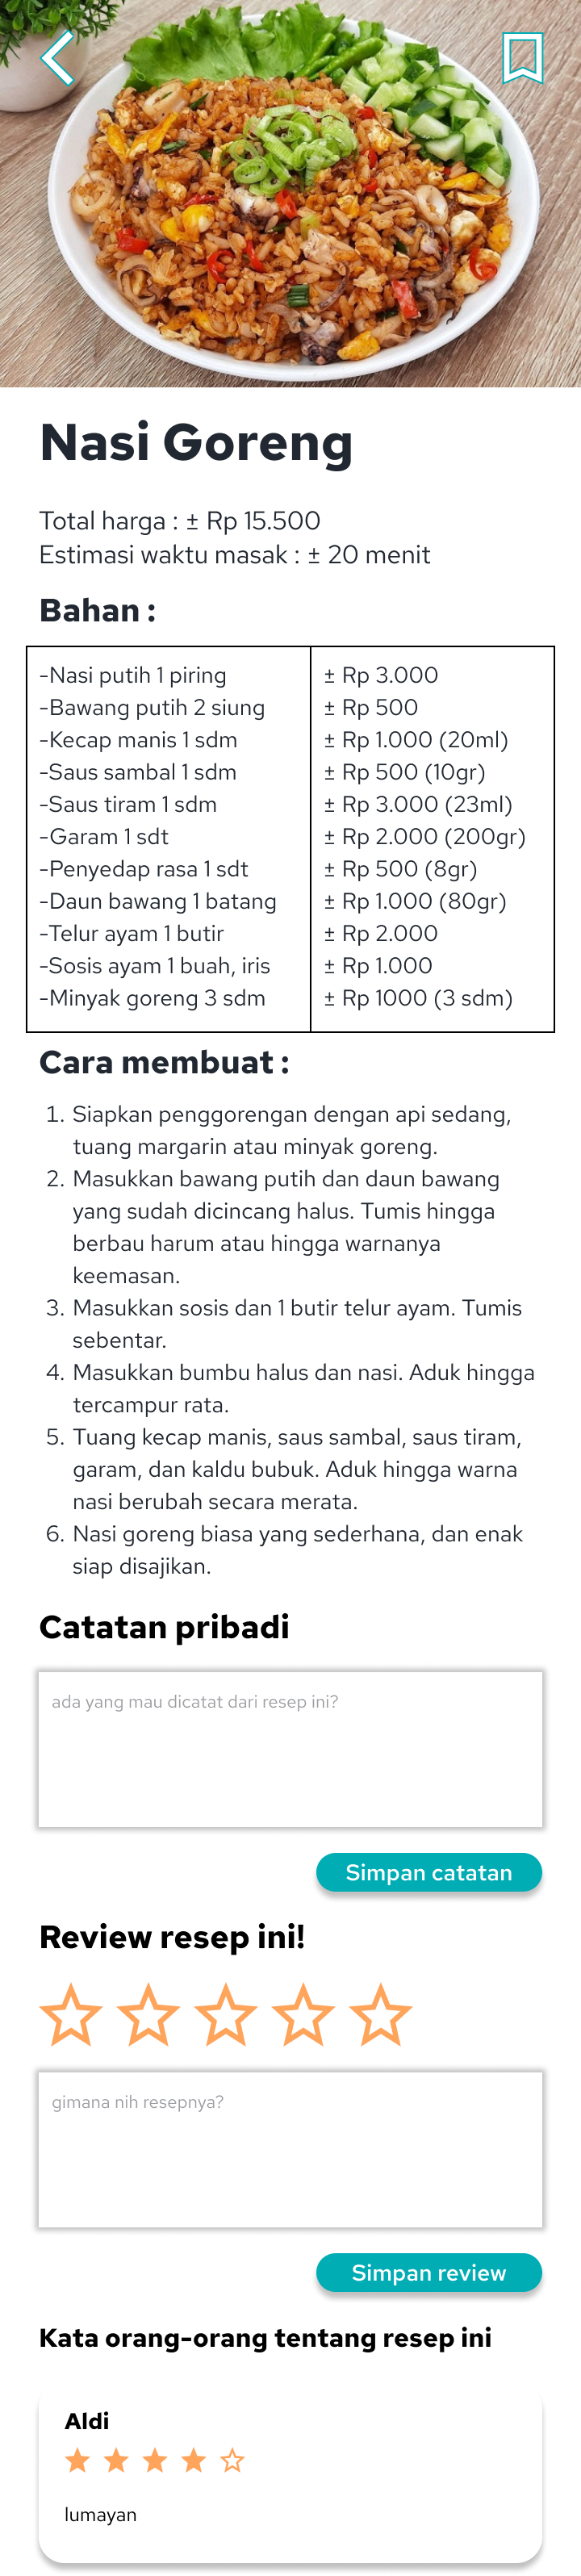 Nasi Goreng
Total harga : ± Rp 15.500
Estimasi waktu masak : ± 20 menit
Bahan :
-Nasi putih 1 piring ± Rp 3.000
-Bawang putih 2 siung ± Rp 500
-Kecap manis 1 sdm ± Rp 1.000 (20ml)
-Saus sambal 1 sdm ± Rp 500 (10gr)
-Saus tiram 1 sdm ± Rp 3.000 (23ml)
-Garam 1 sdt ± Rp 2.000 (200gr)
-Penyedap rasa 1 sdt ± Rp 500 (8gr)
-Daun bawang 1 batang ± Rp 1.000 (80gr)
-Telur ayam 1 butir ± Rp 2.000
-Sosis ayam 1 buah, iris ± Rp 1.000
-Minyak goreng 3 sdm ± Rp 1000 (3 sdm)
Cara membuat :
1. Siapkan penggorengan dengan api sedang,
tuang margarin atau minyak goreng.
2. Masukkan bawang putih dan daun bawang
yang sudah dicincang halus. Tumis hingga
berbau harum atau hingga warnanya
keemasan.
3. Masukkan sosis dan 1 butir telur ayam. Tumis
sebentar.
4. Masukkan bumbu halus dan nasi. Aduk hingga
tercampur rata.
5. Tuang kecap manis, saus sambal, saus tiram,
garam, dan kaldu bubuk. Aduk hingga warna
nasi berubah secara merata.
6. Nasi goreng biasa yang sederhana, dan enak
siap disajikan.
Catatan pribadi
ada yang mau dicatat dari resep ini?
Simpan catatan
Review resep ini!
gimana nih resepnya?
Simpan review
Kata orang-orang tentang resep ini
Aldi
lumayan